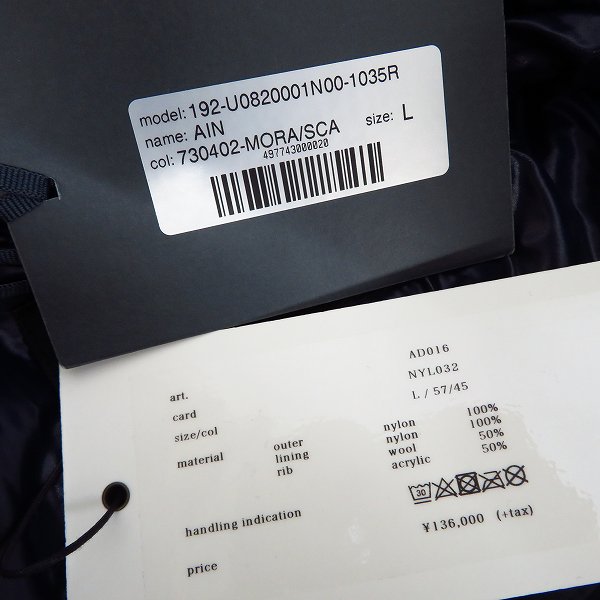 model: 192-U0820001N00-1035R
name: AIN
size: L
col: 730402-MORA/SCA
497743000020
art. AD016
card NYL032
size/col L / 57/45
material outer nylon 100%
lining nylon 100%
rib wool 50%
acrylic 50%
handling indication 30
price ¥136,000 (+tax)